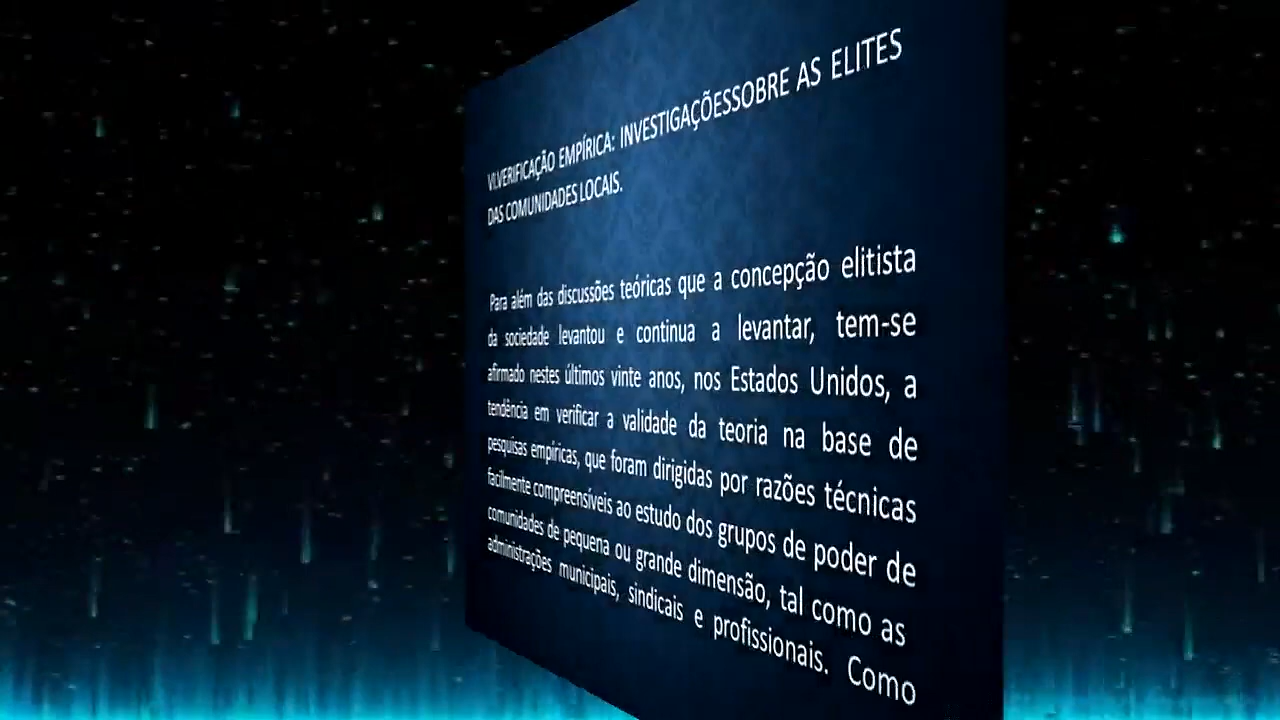 VI.VERIFICAÇÃO EMPÍRICA: INVESTIGAÇÕESSOBRE AS ELITES
DAS COMUNIDADES LOCAIS.
Para além das discussões teóricas que a concepção elitista
da sociedade levantou e continua a levantar, tem-se
afirmado nestes últimos vinte anos, nos Estados Unidos, a
tendência em verificar a validade da teoria na base de
pesquisas empíricas, que foram dirigidas por razões técnicas
facilmente compreensíveis ao estudo dos grupos de poder de
comunidades de pequena ou grande dimensão, tal como as
administrações municipais, sindicais e profissionais. Como